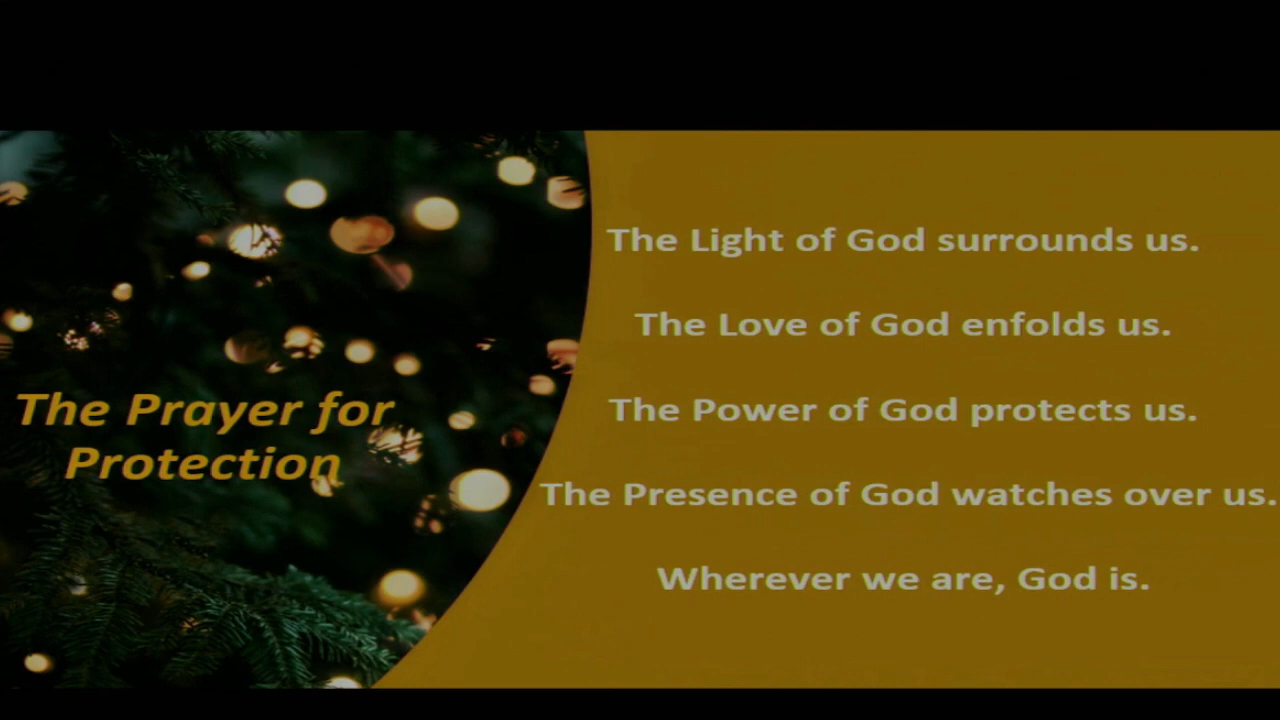 The Prayer for
Protection
The Light of God surrounds us.
The Love of God enfolds us.
The Power of God protects us.
The Presence of God watches over us.
Wherever we are, God is.